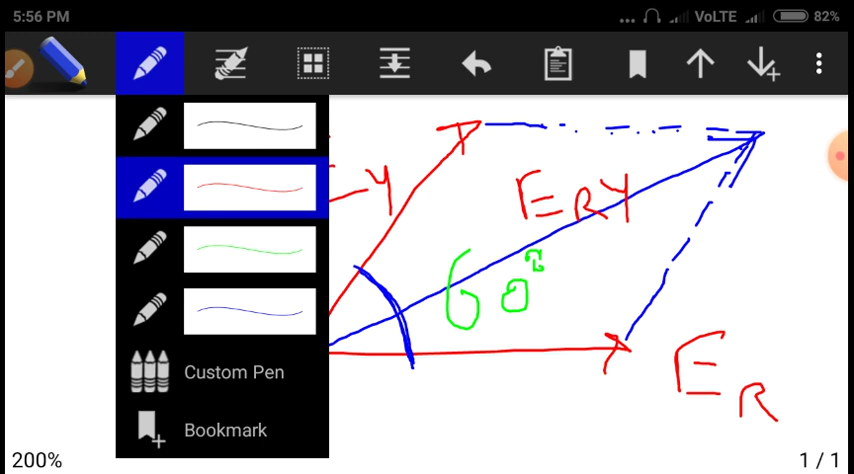 5:56 PM
... VoLTE 82%
-Y
ERY
60°
ER
Custom Pen
Bookmark
200%
1 / 1